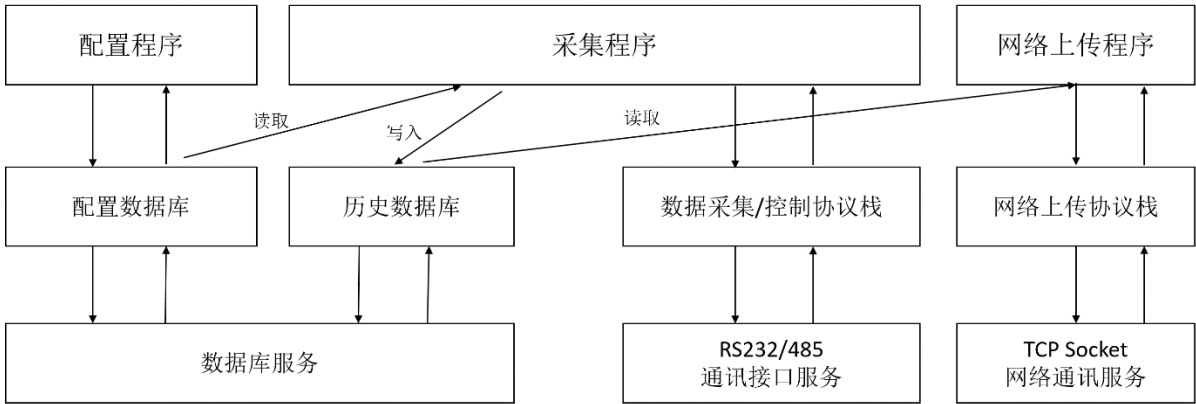 配置程序
采集程序
网络上传程序
读取
写入
读取
配置数据库
历史数据库
数据采集/控制协议栈
网络上传协议栈
数据库服务
RS232/485
通讯接口服务
TCP Socket
网络通讯服务